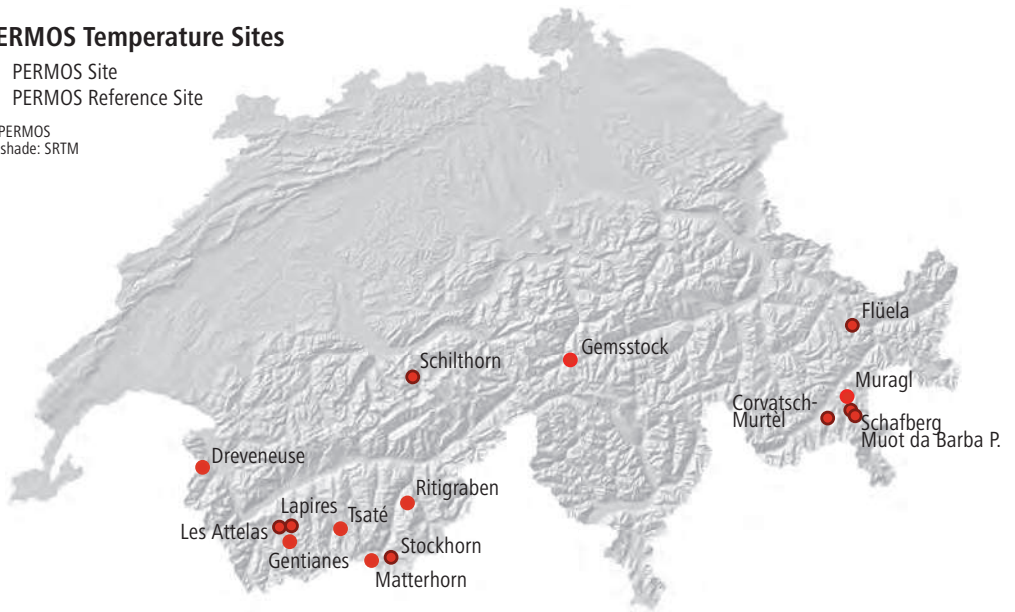 ERMOS Temperature Sites
PERMOS Site
PERMOS Reference Site
PERMOS
shade: SRTM
Flüela
Gemsstock
Schilthorn
Muragl
Corvatsch-
Murtèl
Schafberg
Muot da Barba P.
Dreveneuse
Ritigraben
Lapires
Tsaté
Les Attelas
Stockhorn
Gentianes
Matterhorn